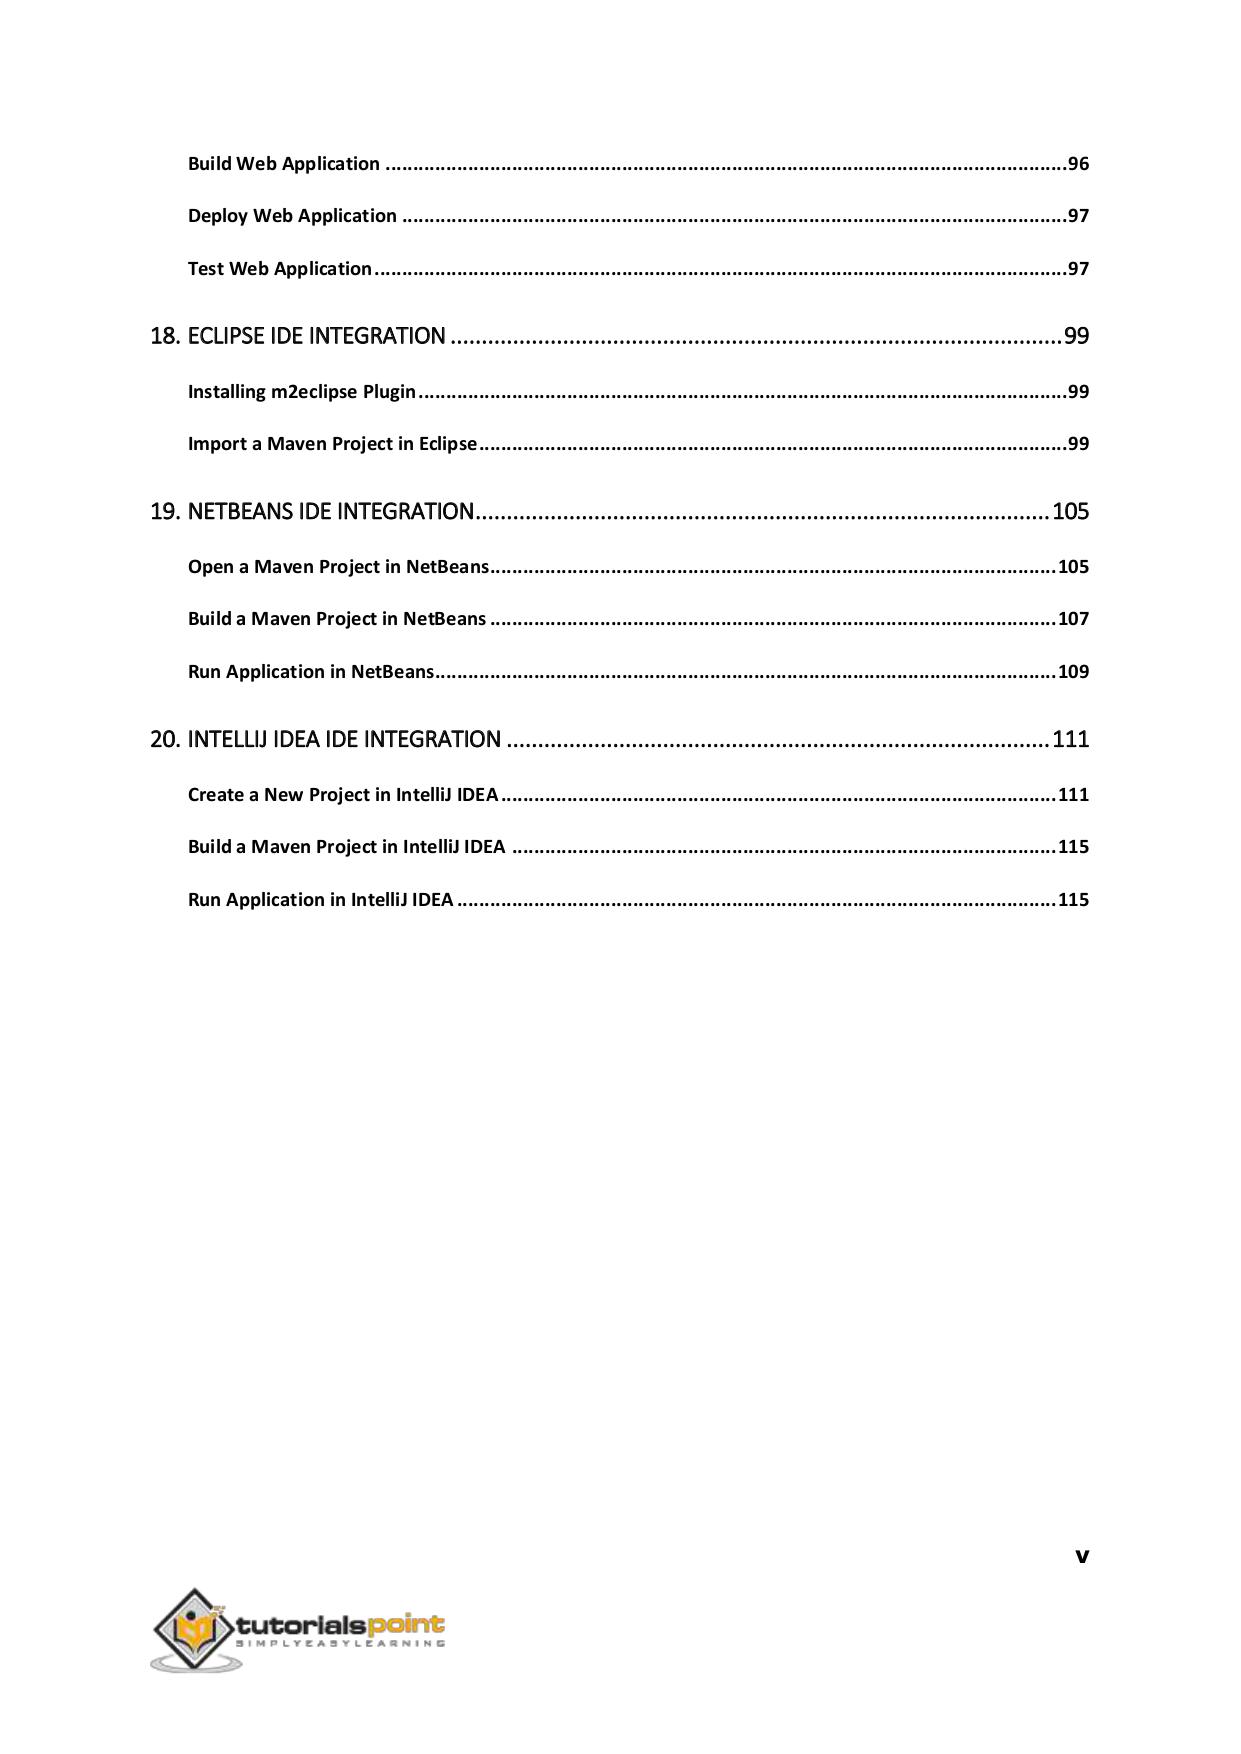 Build Web Application ........................................................................................................................96
Deploy Web Application .....................................................................................................................97
Test Web Application..........................................................................................................................97
18. ECLIPSE IDE INTEGRATION ..................................................................................................99
Installing m2eclipse Plugin..................................................................................................................99
Import a Maven Project in Eclipse.......................................................................................................99
19. NETBEANS IDE INTEGRATION............................................................................................105
Open a Maven Project in NetBeans...................................................................................................105
Build a Maven Project in NetBeans ...................................................................................................107
Run Application in NetBeans.............................................................................................................109
20. INTELLIJ IDEA IDE INTEGRATION .......................................................................................111
Create a New Project in IntelliJ IDEA..................................................................................................111
Build a Maven Project in IntelliJ IDEA ................................................................................................115
Run Application in IntelliJ IDEA..........................................................................................................115
v
tutorialspoint
SIMPLYEASYLEARNING